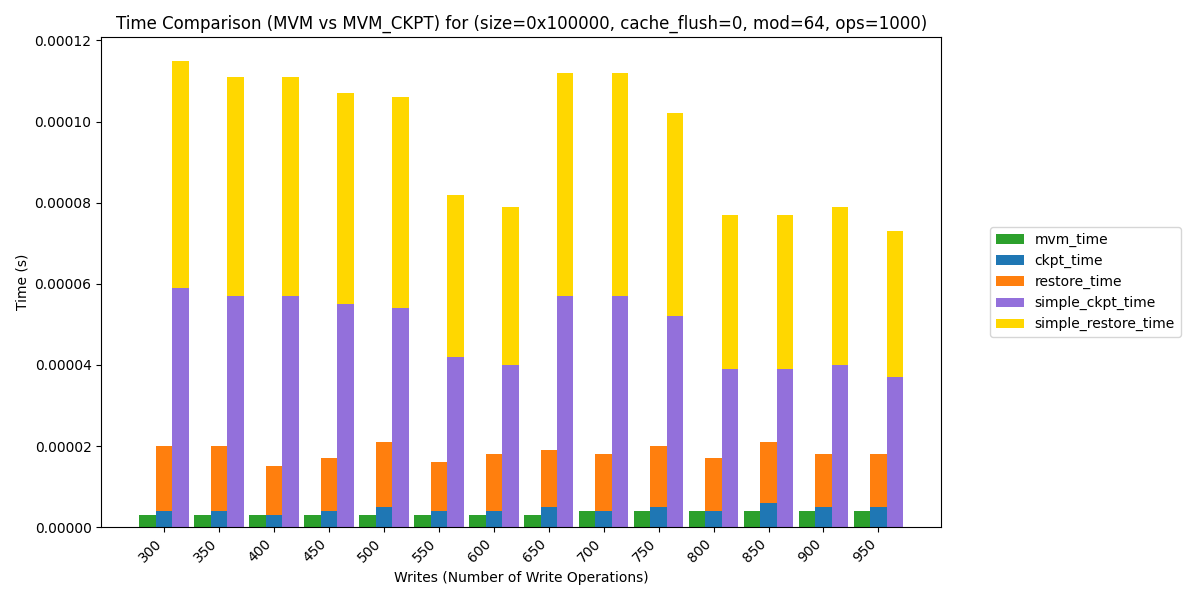 Time Comparison (MVM vs MVM_CKPT) for (size=0x100000, cache_flush=0, mod=64, ops=1000)
0.00012
0.00010
0.00008
0.00006
0.00004
0.00002
0.00000
Time (s)
300 350 400 450 500 550 600 650 700 750 800 850 900 950
Writes (Number of Write Operations)
mvm_time
ckpt_time
restore_time
simple_ckpt_time
simple_restore_time